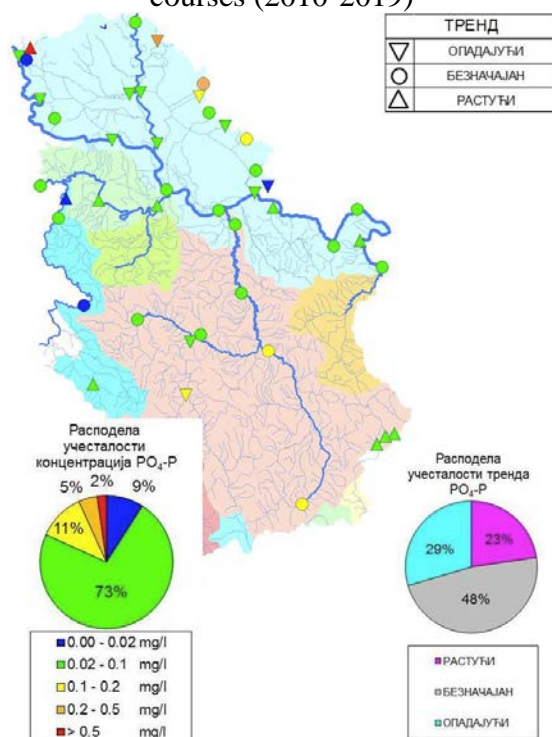 courses (2010-2019)
ТРЕНД
ОПАДАЈУЋИ
БЕЗНАЧАЈАН
РАСТУЋИ
Расподела
учесталости
концентрација PO₄-P
5%
2%
9%
11%
73%
0.00 - 0.02 mg/l
0.02 - 0.1 mg/l
0.1 - 0.2 mg/l
0.2 - 0.5 mg/l
> 0.5 mg/l
Расподела
учесталости тренда
PO₄-P
29%
23%
48%
РАСТУЋИ
БЕЗНАЧАЈАН
ОПАДАЈУЋИ